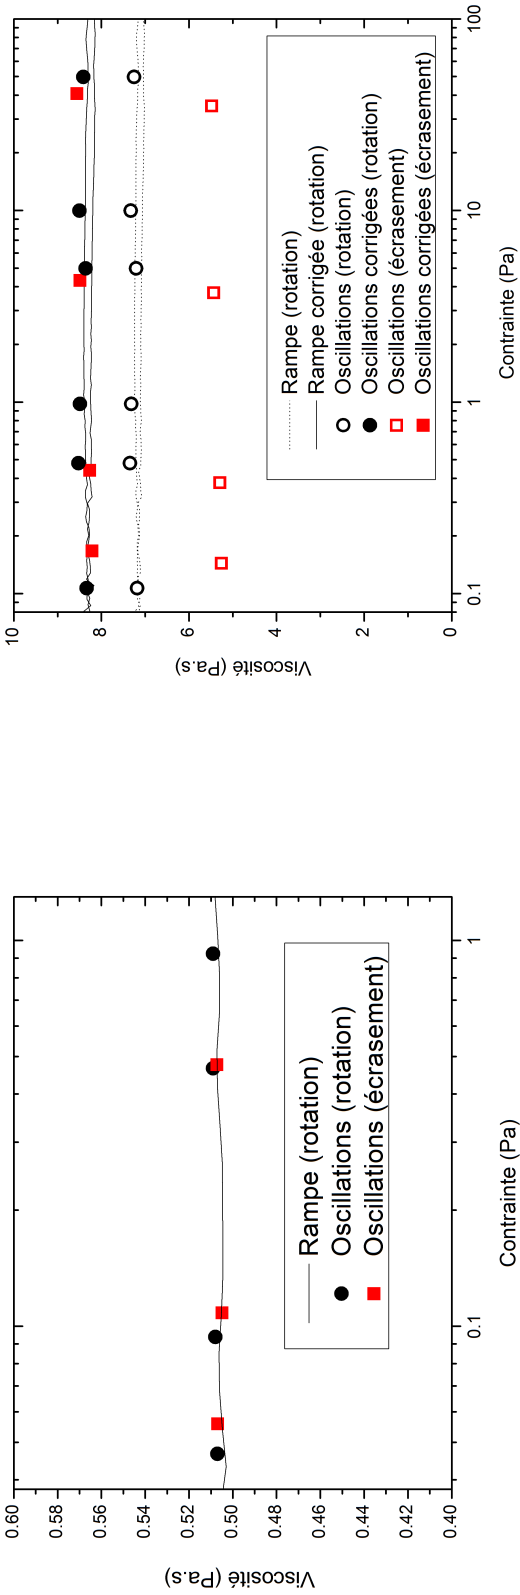 Viscosité (Pa.s)
0.60
0.58
0.56
0.54
0.52
0.50
0.48
0.46
0.44
0.42
0.40
0.1
1
Contrainte (Pa)
Rampe (rotation)
Oscillations (rotation)
Oscillations (écrasement)
Viscosité (Pa.s)
10
8
6
4
2
0
0.1
1
10
100
Contrainte (Pa)
Rampe (rotation)
Rampe corrigée (rotation)
Oscillations (rotation)
Oscillations corrigées (rotation)
Oscillations (écrasement)
Oscillations corrigées (écrasement)